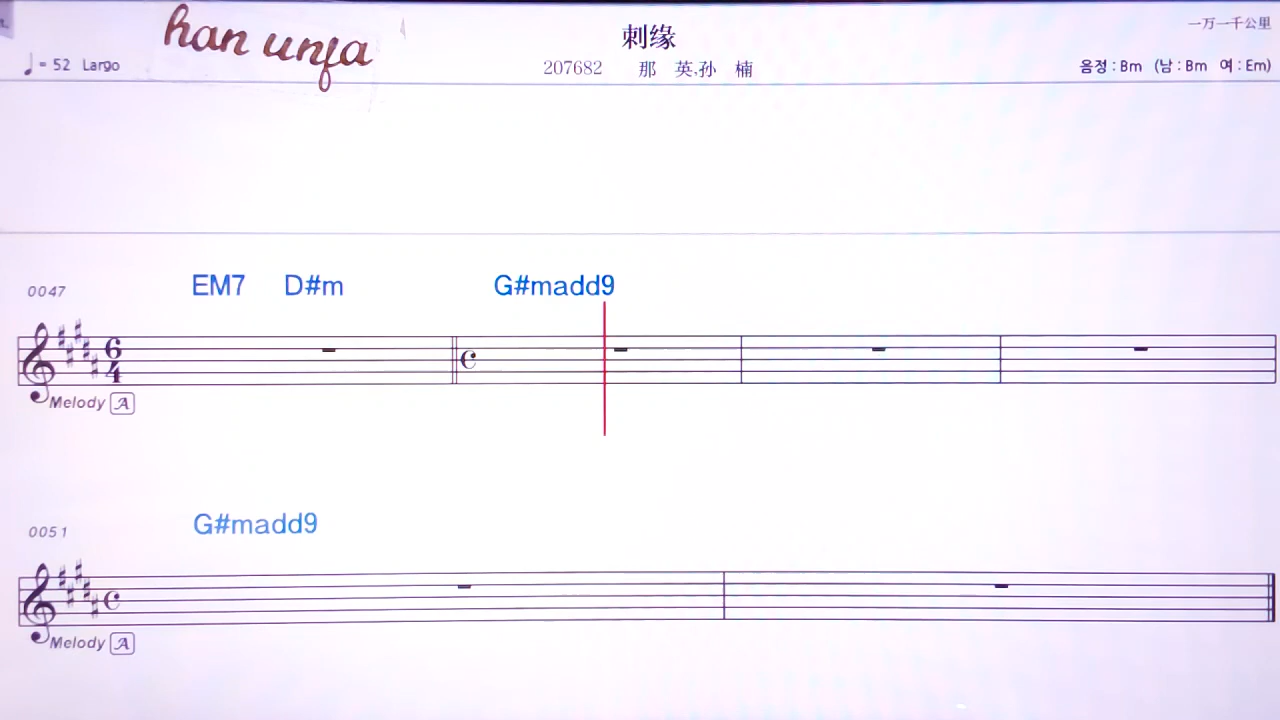 han unfa
刺缘
一万一千公里
♩= 52 Largo
207682 那 英,孙 楠
음정 : Bm (남 : Bm 여 : Em)
0047 EM7 D#m G#madd9
6
4
Melody A
0051 G#madd9
Melody A